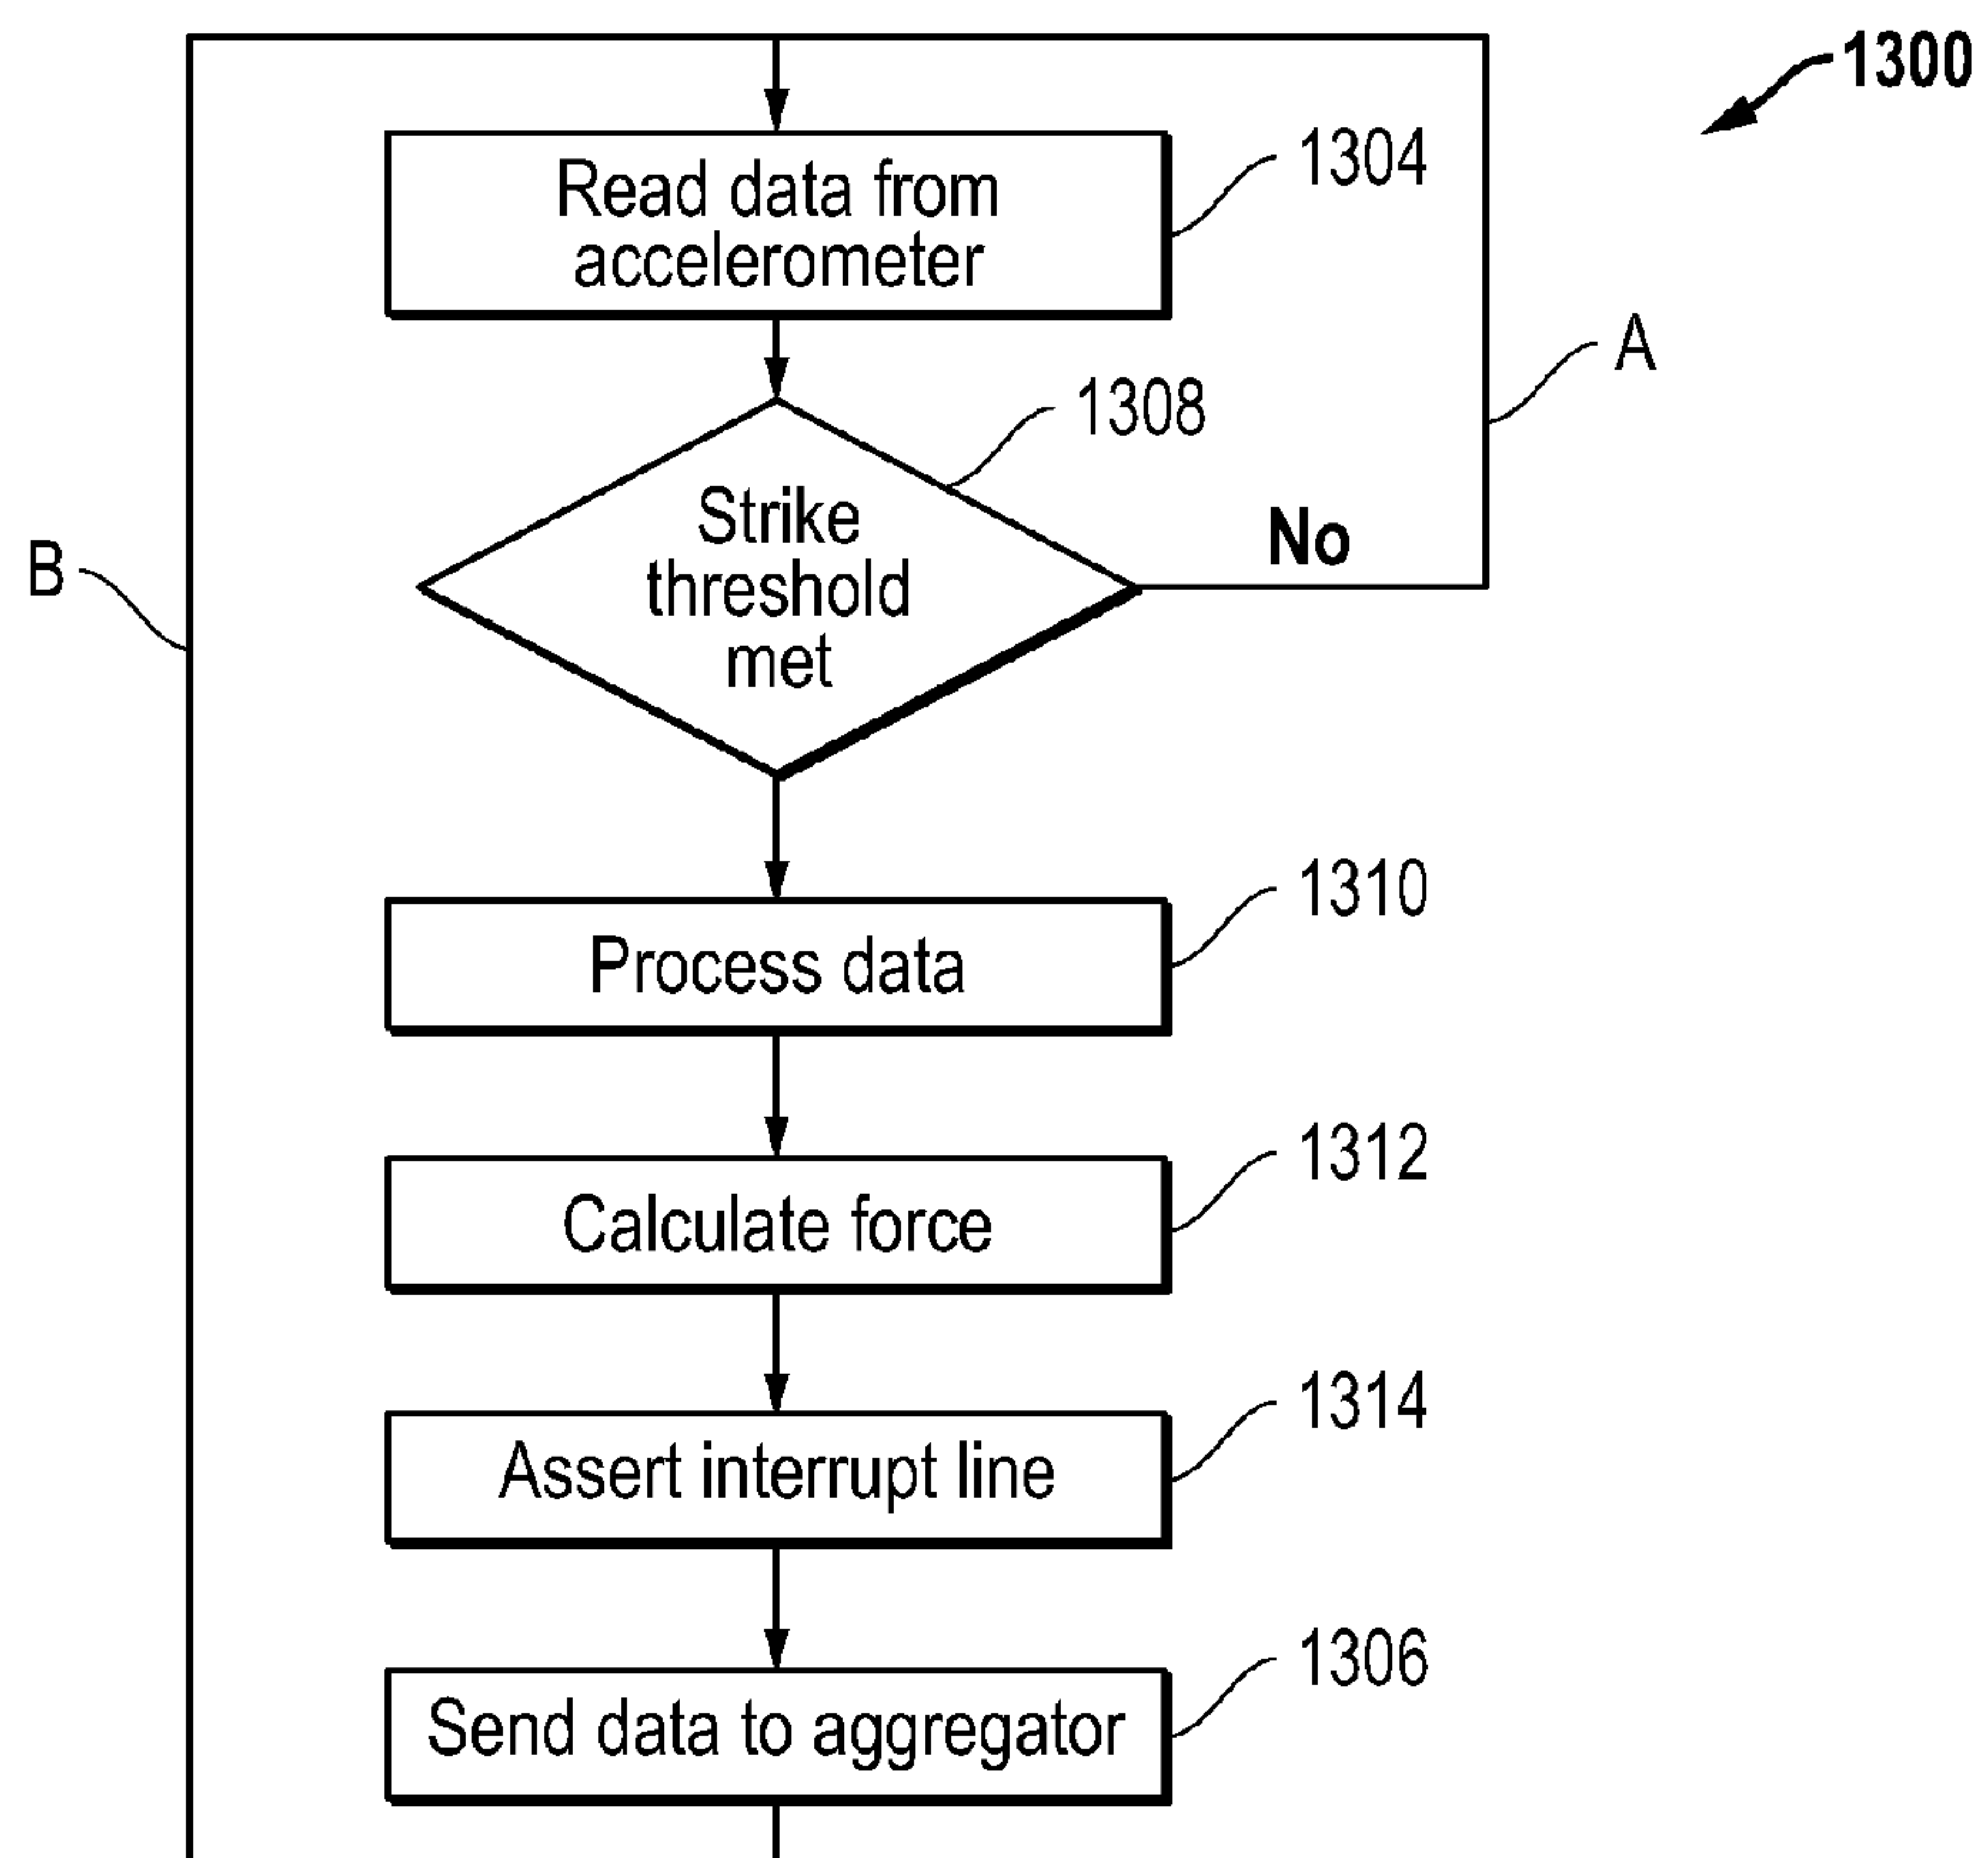 1300
Read data from
accelerometer
1304
A
1308
Strike
threshold
met
No
B
Process data
1310
Calculate force
1312
Assert interrupt line
1314
Send data to aggregator
1306